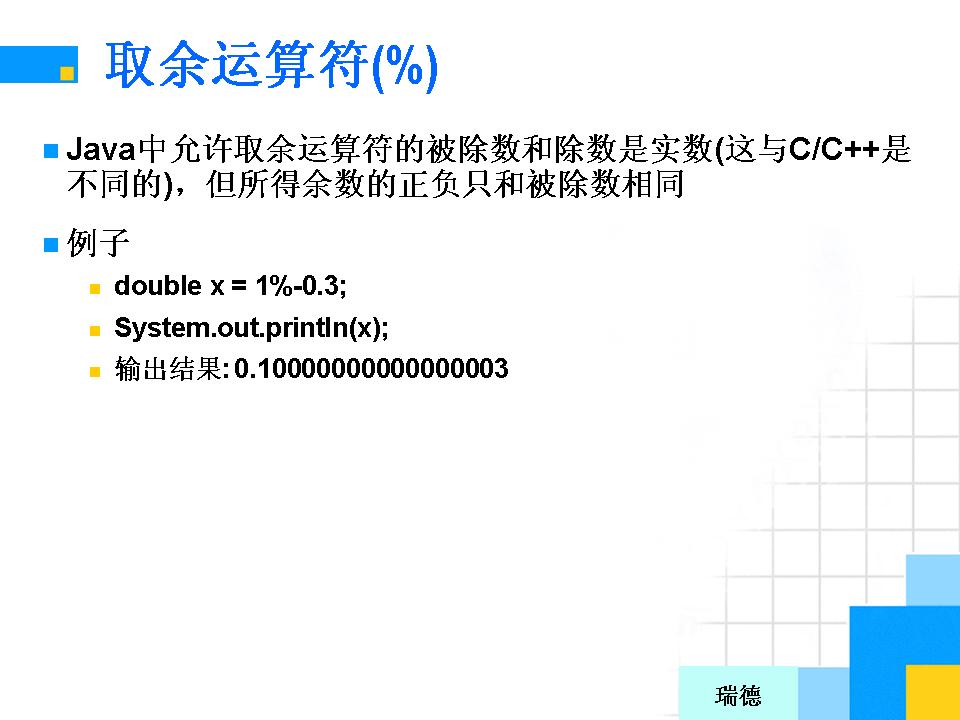 取余运算符(%)
Java中允许取余运算符的被除数和除数是实数(这与C/C++是
不同的)，但所得余数的正负只和被除数相同
例子
double x = 1%-0.3;
System.out.println(x);
输出结果: 0.10000000000000003
瑞德